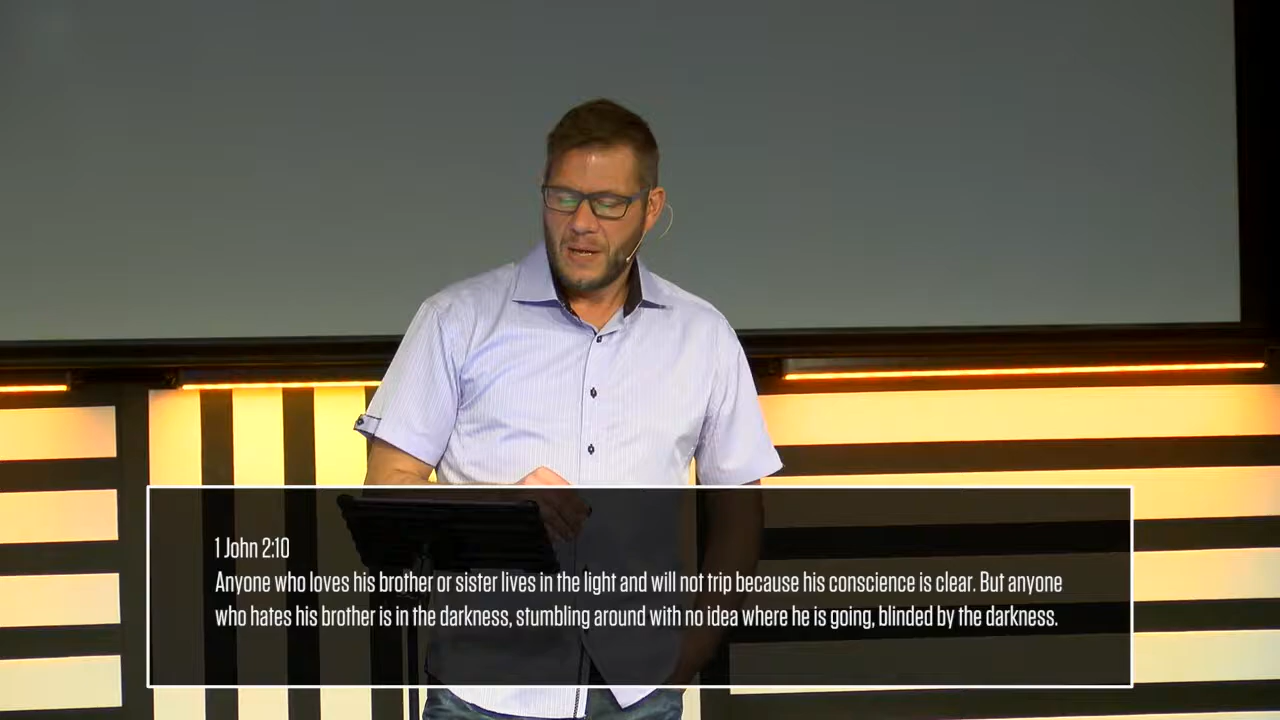 1 John 2:10
Anyone who loves his brother or sister lives in the light and will not trip because his conscience is clear. But anyone
who hates his brother is in the darkness, stumbling around with no idea where he is going, blinded by the darkness.